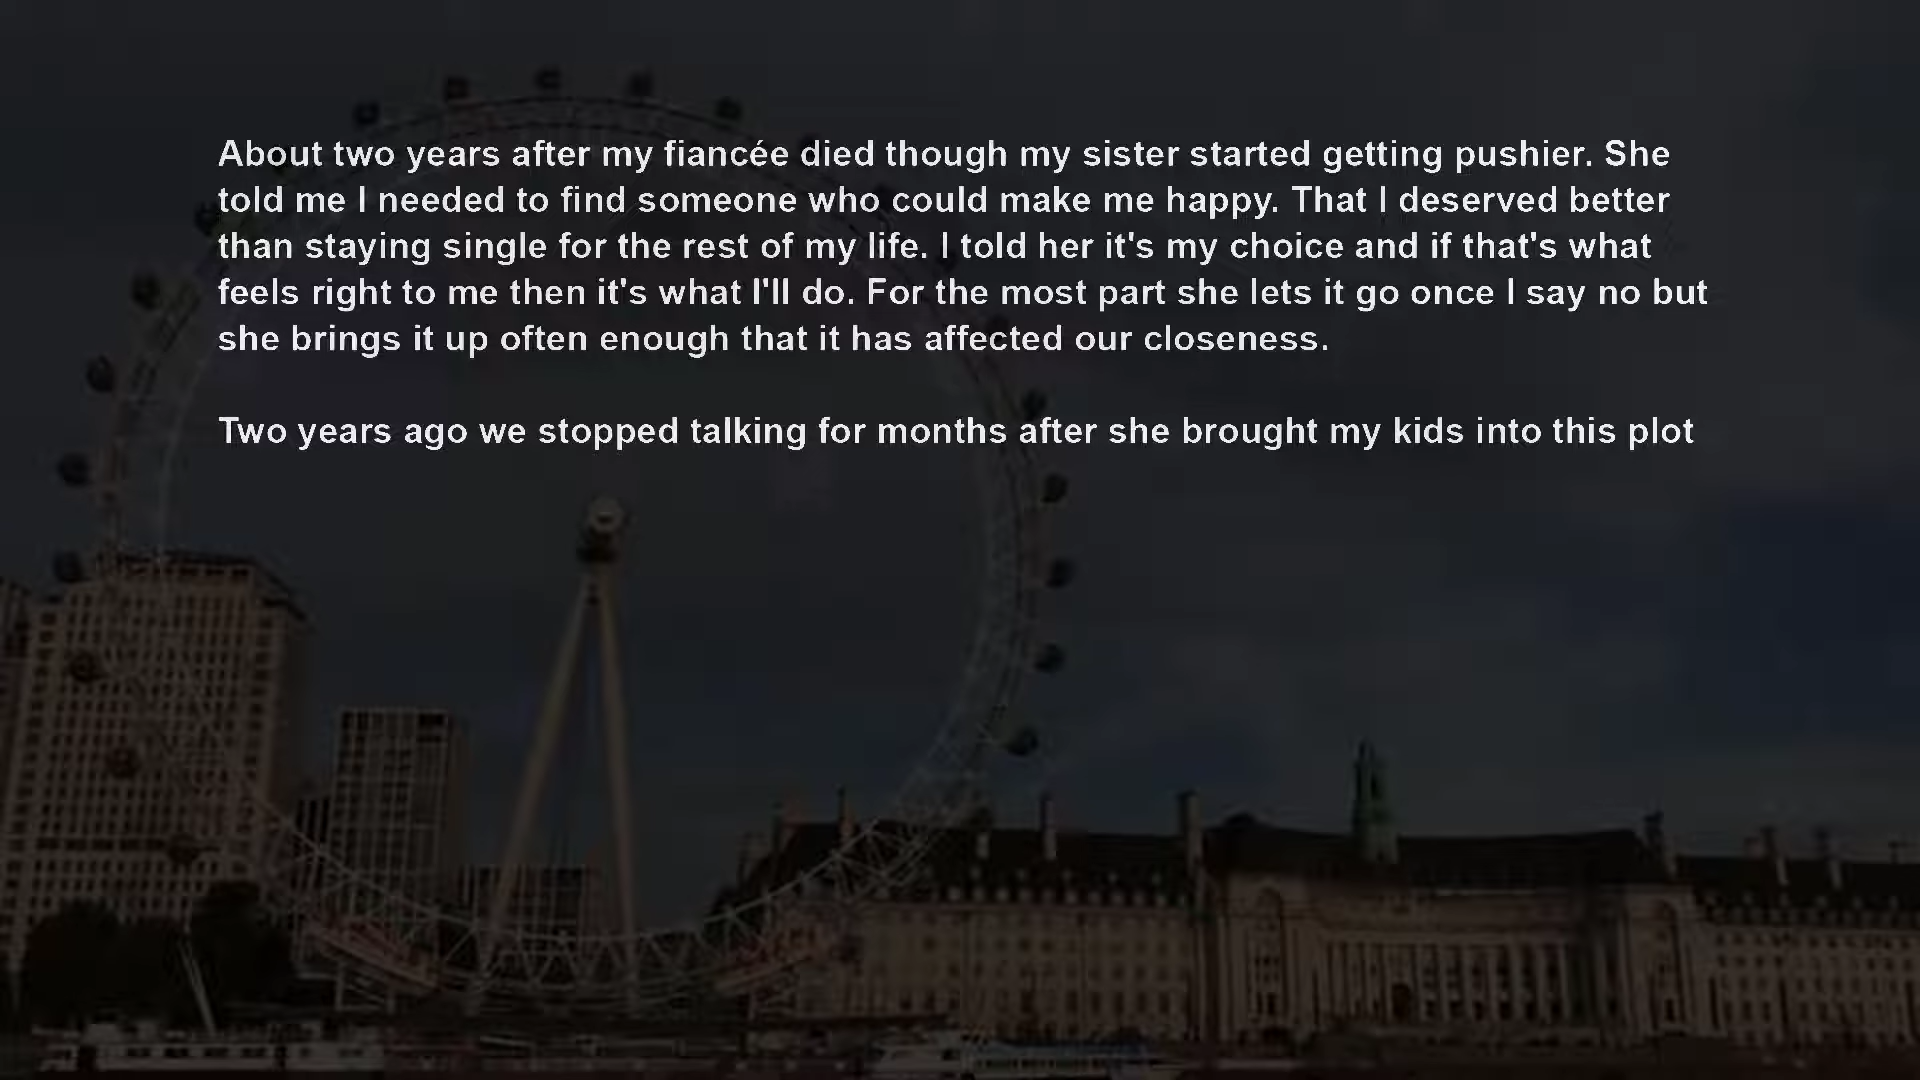 About two years after my fiancée died though my sister started getting pushier. She
told me I needed to find someone who could make me happy. That I deserved better
than staying single for the rest of my life. I told her it's my choice and if that's what
feels right to me then it's what I'll do. For the most part she lets it go once I say no but
she brings it up often enough that it has affected our closeness.
Two years ago we stopped talking for months after she brought my kids into this plot